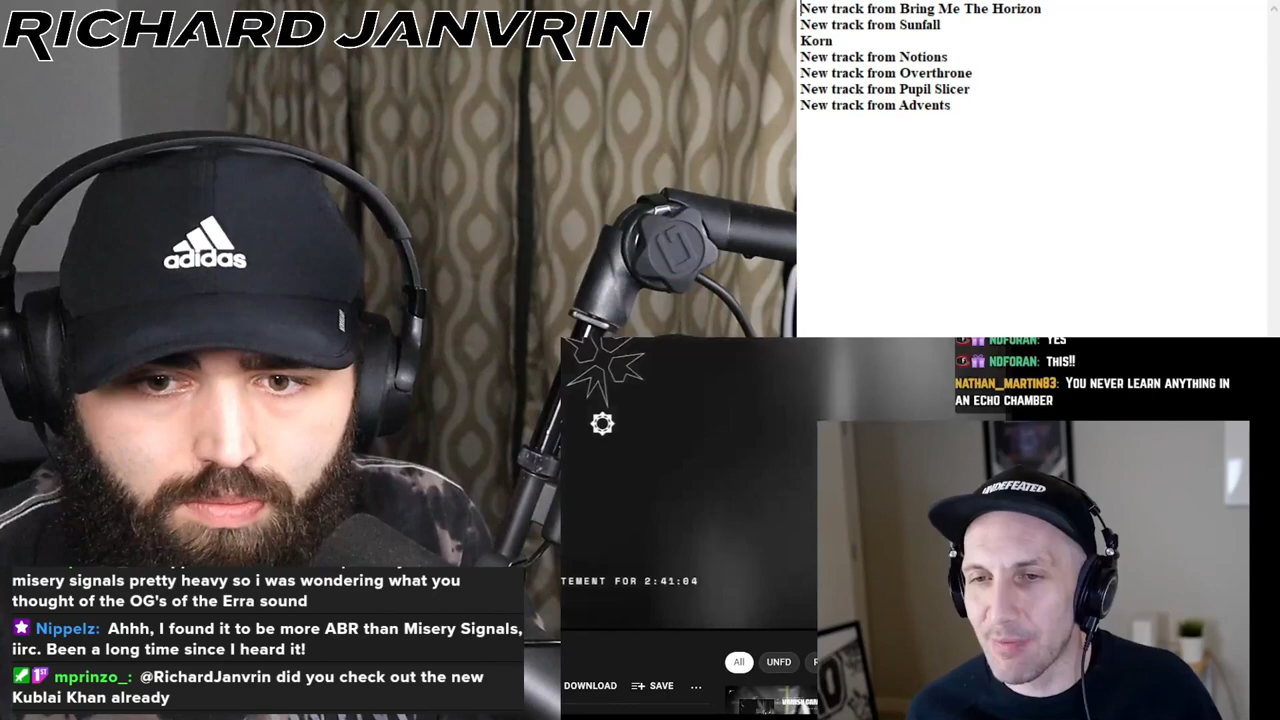 RICHARD JANVRIN
New track from Bring Me The Horizon
New track from Sunfall
Korn
New track from Notions
New track from Overthrone
New track from Pupil Slicer
New track from Advents
adidas
NDFORAN: YES
NDFORAN: THIS!!
NATHAN_MARTIN83: YOU NEVER LEARN ANYTHING IN
AN ECHO CHAMBER
UNDEFEATED
TEMENT FOR 2:41:04
All UNFD
DOWNLOAD SAVE ...
misery signals pretty heavy so i was wondering what you
thought of the OG's of the Erra sound
Nippelz: Ahhh, I found it to be more ABR than Misery Signals,
iirc. Been a long time since I heard it!
1ST mprinzo_: @RichardJanvrin did you check out the new
Kublai Khan already